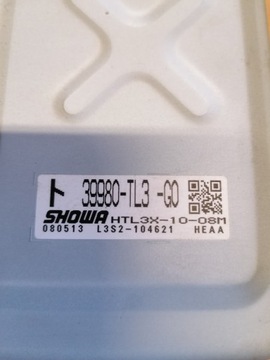 ト 39980-TL3 -G0
SHOWA HTL3X-10-08M
080513 L3S2-104621 HEAA